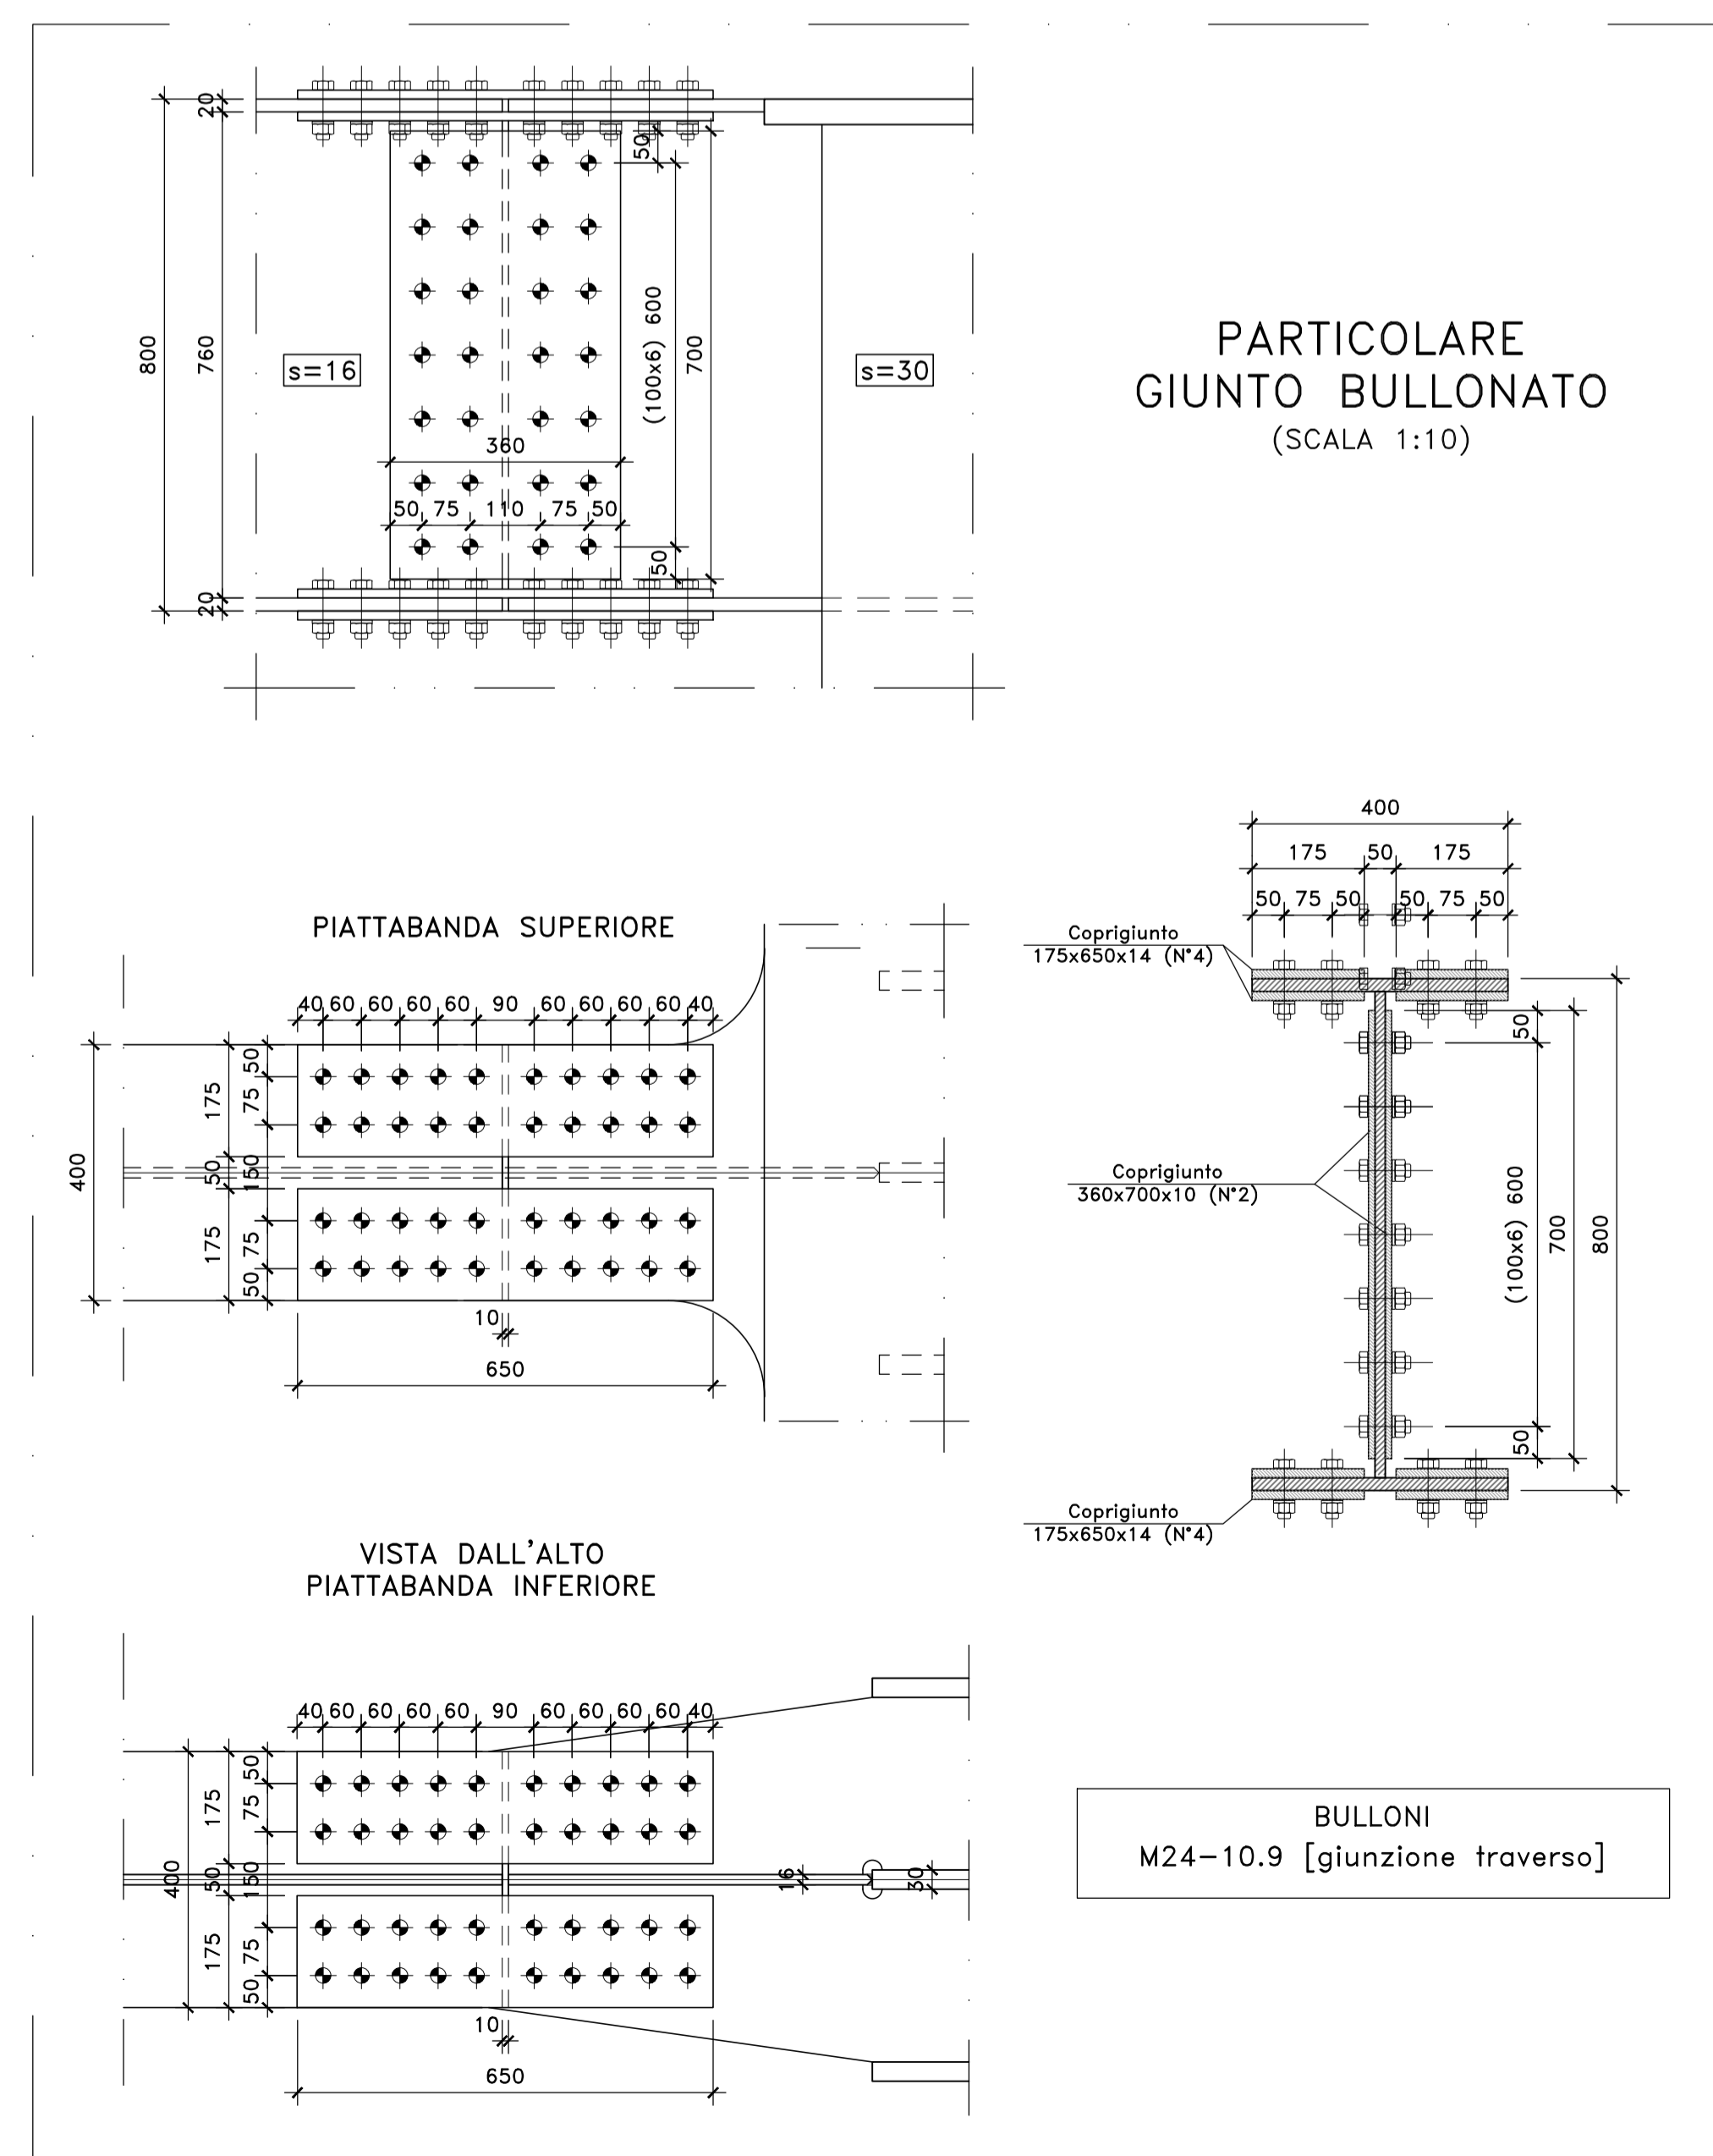 20
800
760
20
s=16
50
(100x6) 600
700
s=30
360
50 75 110 75 50
50
PARTICOLARE
GIUNTO BULLONATO
(SCALA 1:10)
PIATTABANDA SUPERIORE
40 60 60 60 60 90 60 60 60 60 40
400
175
50
175
50
75
150
75
50
10
650
400
175 50 175
50 75 50 50 75 50
Coprigiunto
175x650x14 (N°4)
50
Coprigiunto
360x700x10 (N°2)
(100x6) 600
700
800
50
Coprigiunto
175x650x14 (N°4)
VISTA DALL'ALTO
PIATTABANDA INFERIORE
40 60 60 60 60 90 60 60 60 60 40
400
175
50
175
50
75
150
75
50
16
30
10
650
BULLONI
M24-10.9 [giunzione traverso]